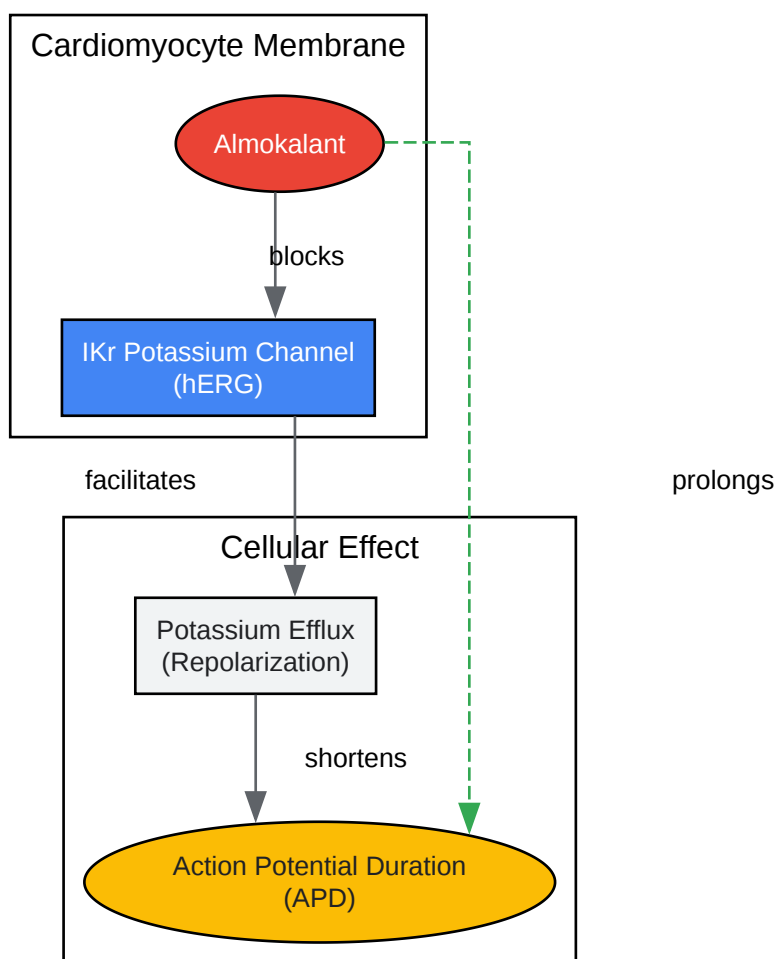 Cardiomyocyte Membrane
Almokalant
blocks
IKr Potassium Channel
(hERG)
facilitates
prolongs
Cellular Effect
Potassium Efflux
(Repolarization)
shortens
Action Potential Duration
(APD)